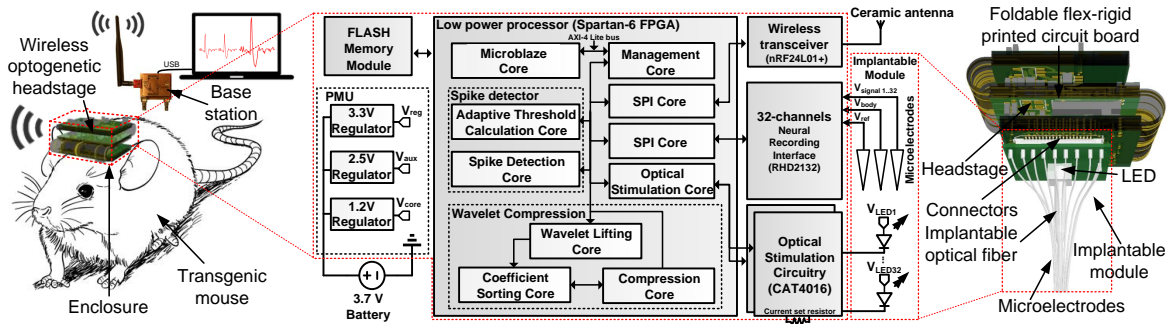 Wireless
optogenetic
headstage
USB
Base
station
Transgenic
mouse
Enclosure
FLASH
Memory
Module
PMU
3.3V
Regulator
Vreg
2.5V
Regulator
Vaux
1.2V
Regulator
Vcore
3.7 V
Battery
Low power processor (Spartan-6 FPGA)
AXI-4 Lite bus
Microblaze
Core
Management
Core
Spike detector
Adaptive Threshold
Calculation Core
Spike Detection
Core
SPI Core
SPI Core
Optical
Stimulation Core
Wavelet Compression
Wavelet Lifting
Core
Coefficient
Sorting Core
Compression
Core
Wireless
transceiver
(nRF24L01+)
Ceramic antenna
32-channels
Neural
Recording
Interface
(RHD2132)
Implantable
Module
Vsignal 1..32
Vbody
Vref
Microelectrodes
Optical
Stimulation
Circuitry
(CAT4016)
Current set resistor
VLED1
VLED32
Foldable flex-rigid
printed circuit board
Headstage
LED
Connectors
Implantable
optical fiber
Implantable
module
Microelectrodes